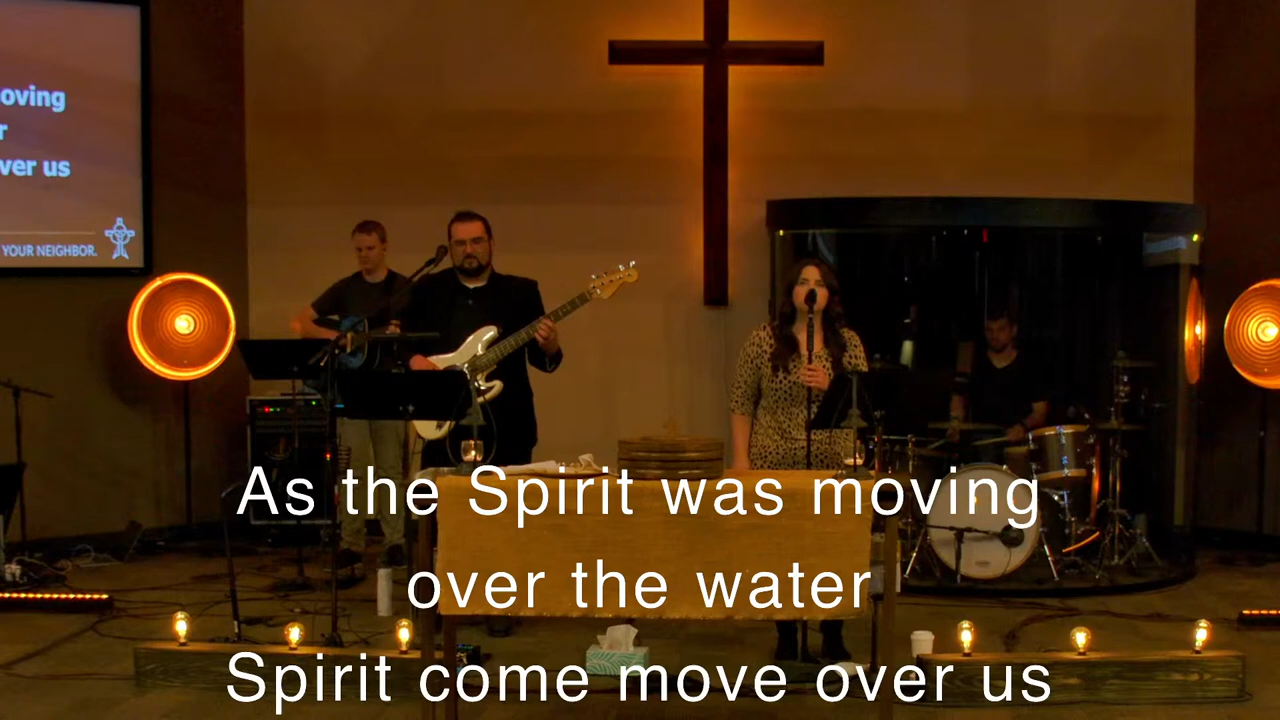 oving
r
ver us
YOUR NEIGHBOR.
As the Spirit was moving
over the water
Spirit come move over us